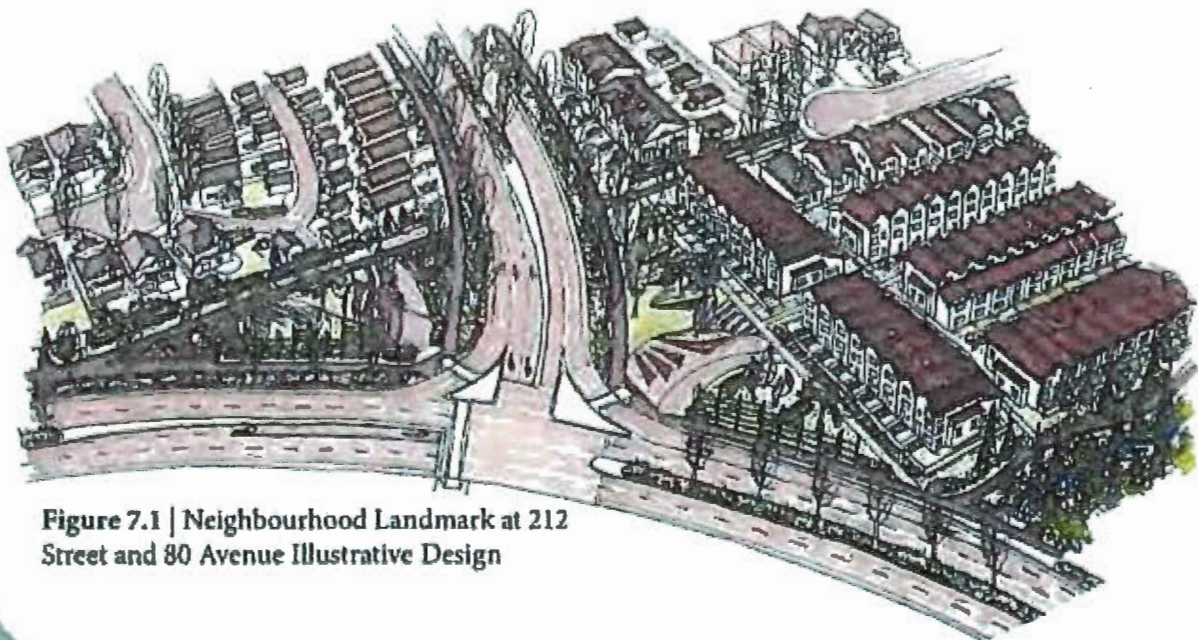 Figure 7.1 | Neighbourhood Landmark at 212
Street and 80 Avenue Illustrative Design